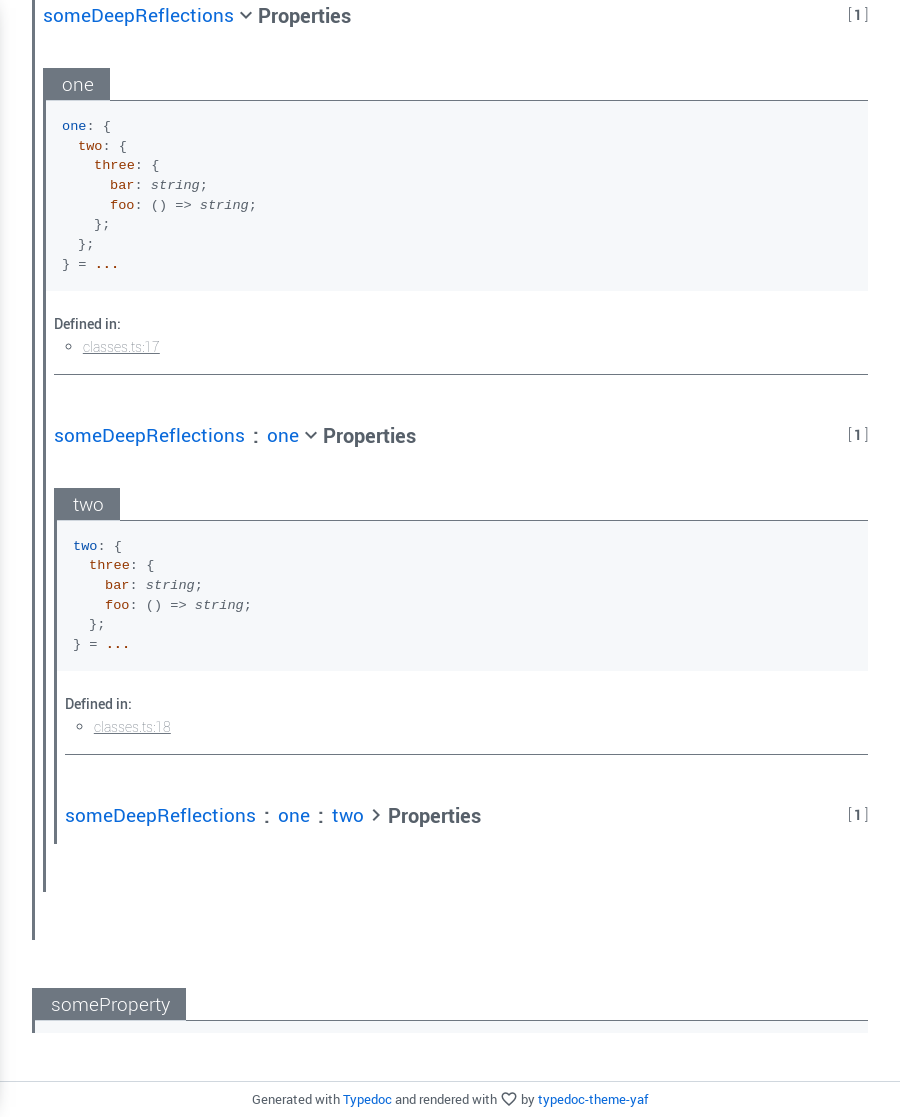 someDeepReflections Properties [ 1 ]
one
one: {
two: {
three: {
bar: string;
foo: () => string;
};
};
} = ...
Defined in:
classes.ts:17
someDeepReflections : one Properties [ 1 ]
two
two: {
three: {
bar: string;
foo: () => string;
};
} = ...
Defined in:
classes.ts:18
someDeepReflections : one : two Properties [ 1 ]
someProperty
Generated with Typedoc and rendered with ♡ by typedoc-theme-yaf